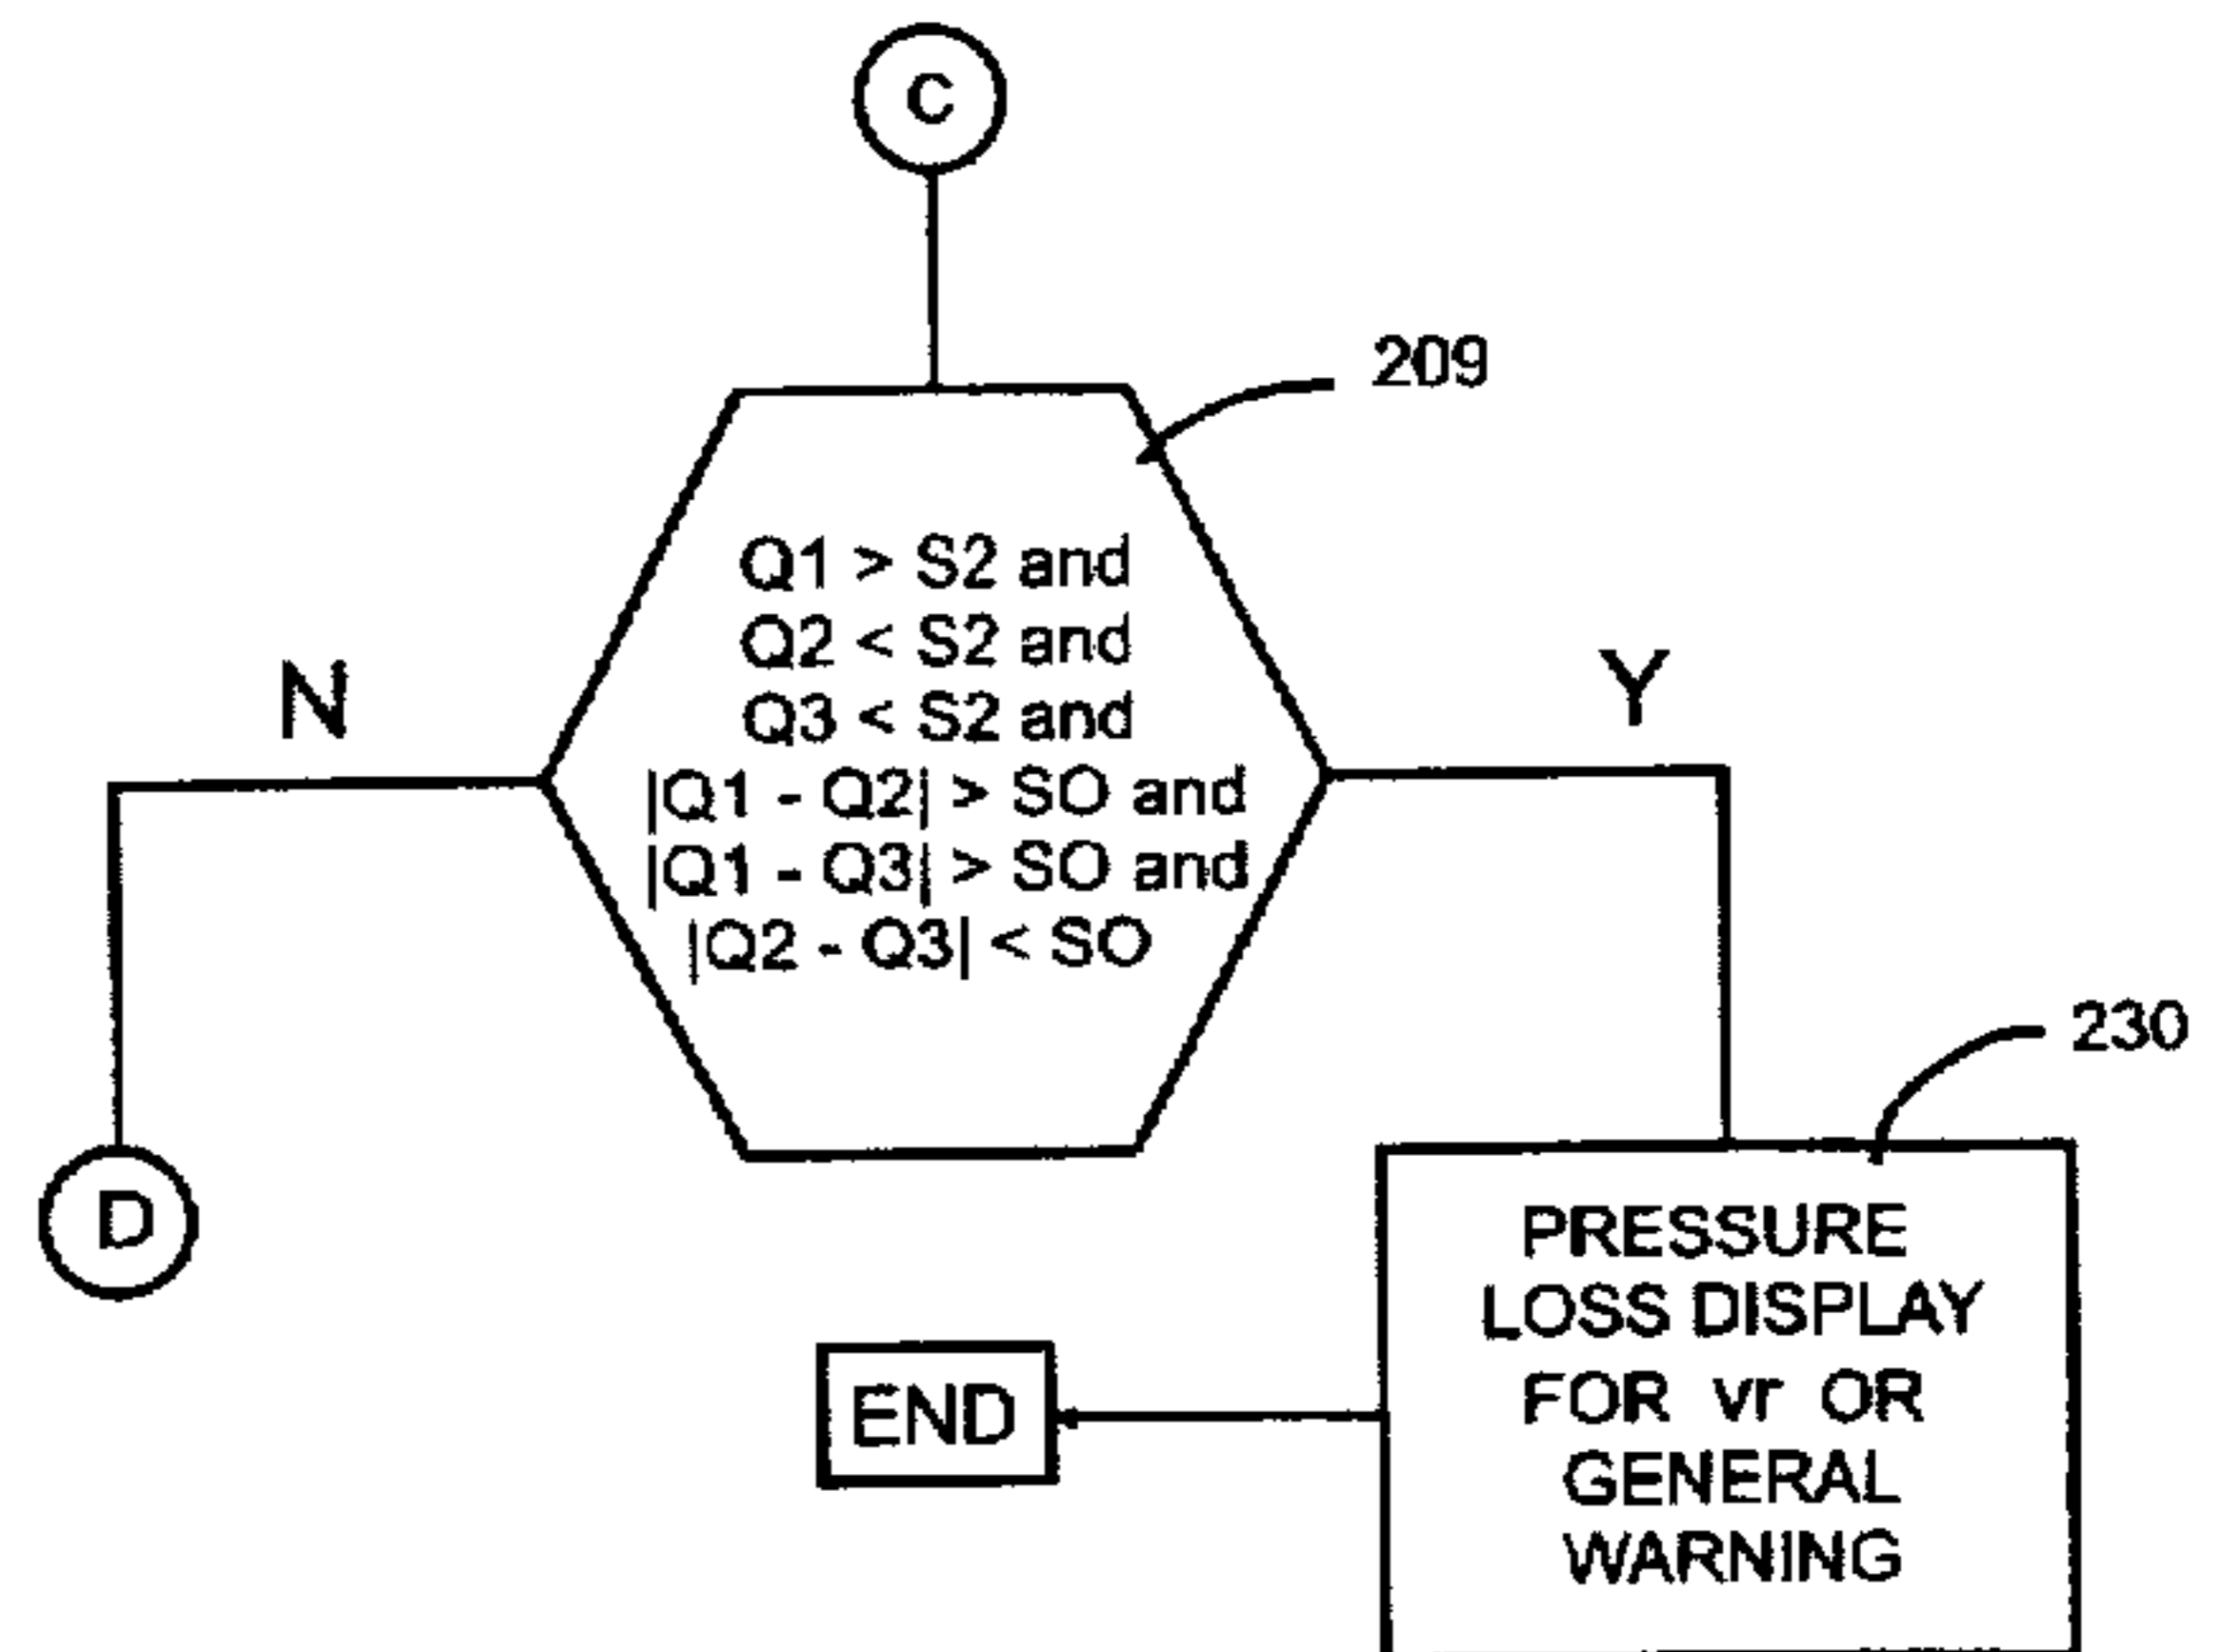 C
209
Q1 > S2 and
Q2 < S2 and
Q3 < S2 and
|Q1 - Q2| > SO and
|Q1 - Q3| > SO and
|Q2 - Q3| < SO
N
Y
D
230
PRESSURE
LOSS DISPLAY
FOR vr OR
GENERAL
WARNING
END